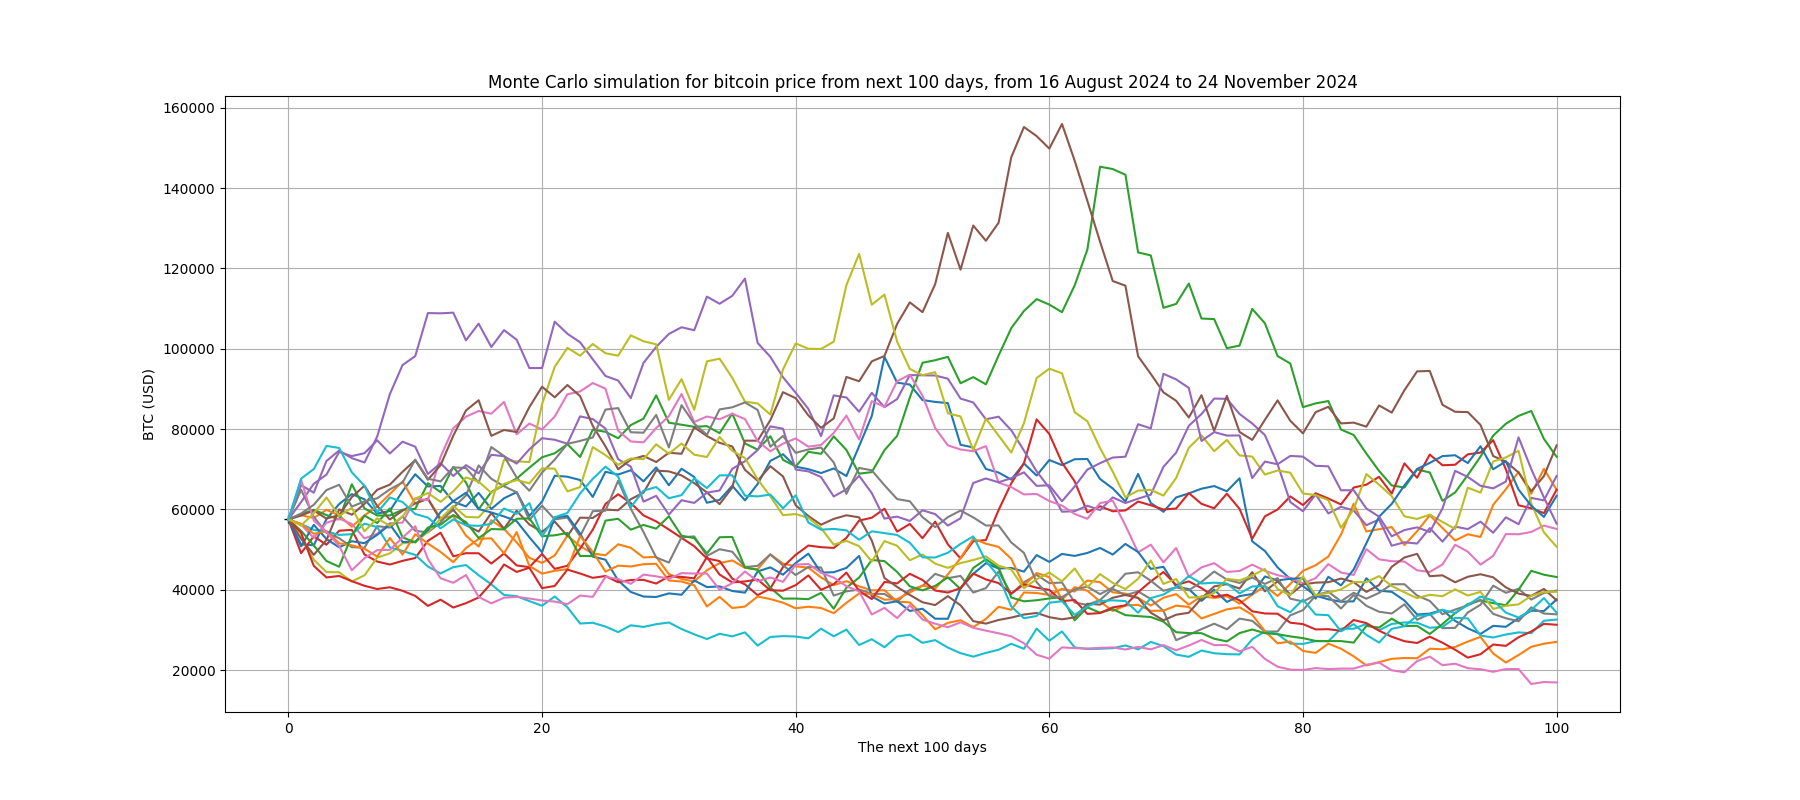 Monte Carlo simulation for bitcoin price from next 100 days, from 16 August 2024 to 24 November 2024
160000
140000
120000
100000
80000
60000
40000
20000
BTC (USD)
0 20 40 60 80 100
The next 100 days